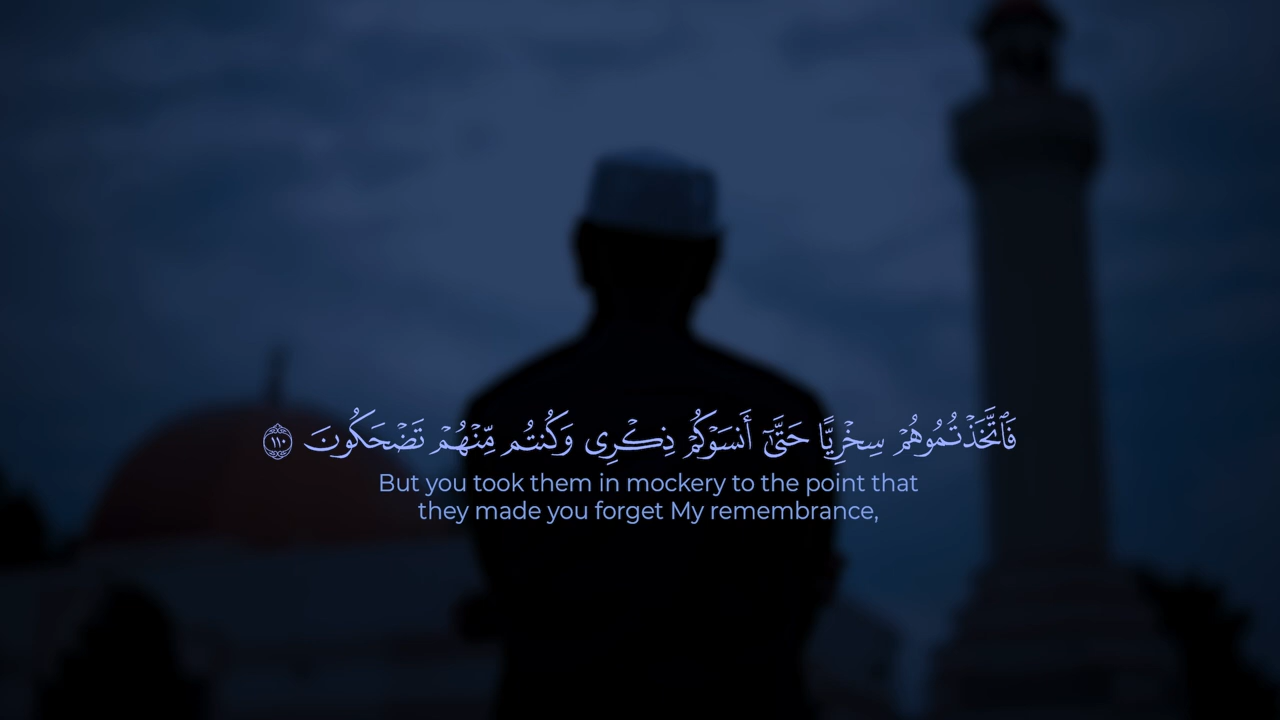 فَٱتَّخَذْتُمُوهُمْ سِخْرِيًّا حَتَّىٰٓ أَنسَوْكُمْ ذِكْرِى وَكُنتُم مِّنْهُمْ تَضْحَكُونَ ١١٠
But you took them in mockery to the point that
they made you forget My remembrance,